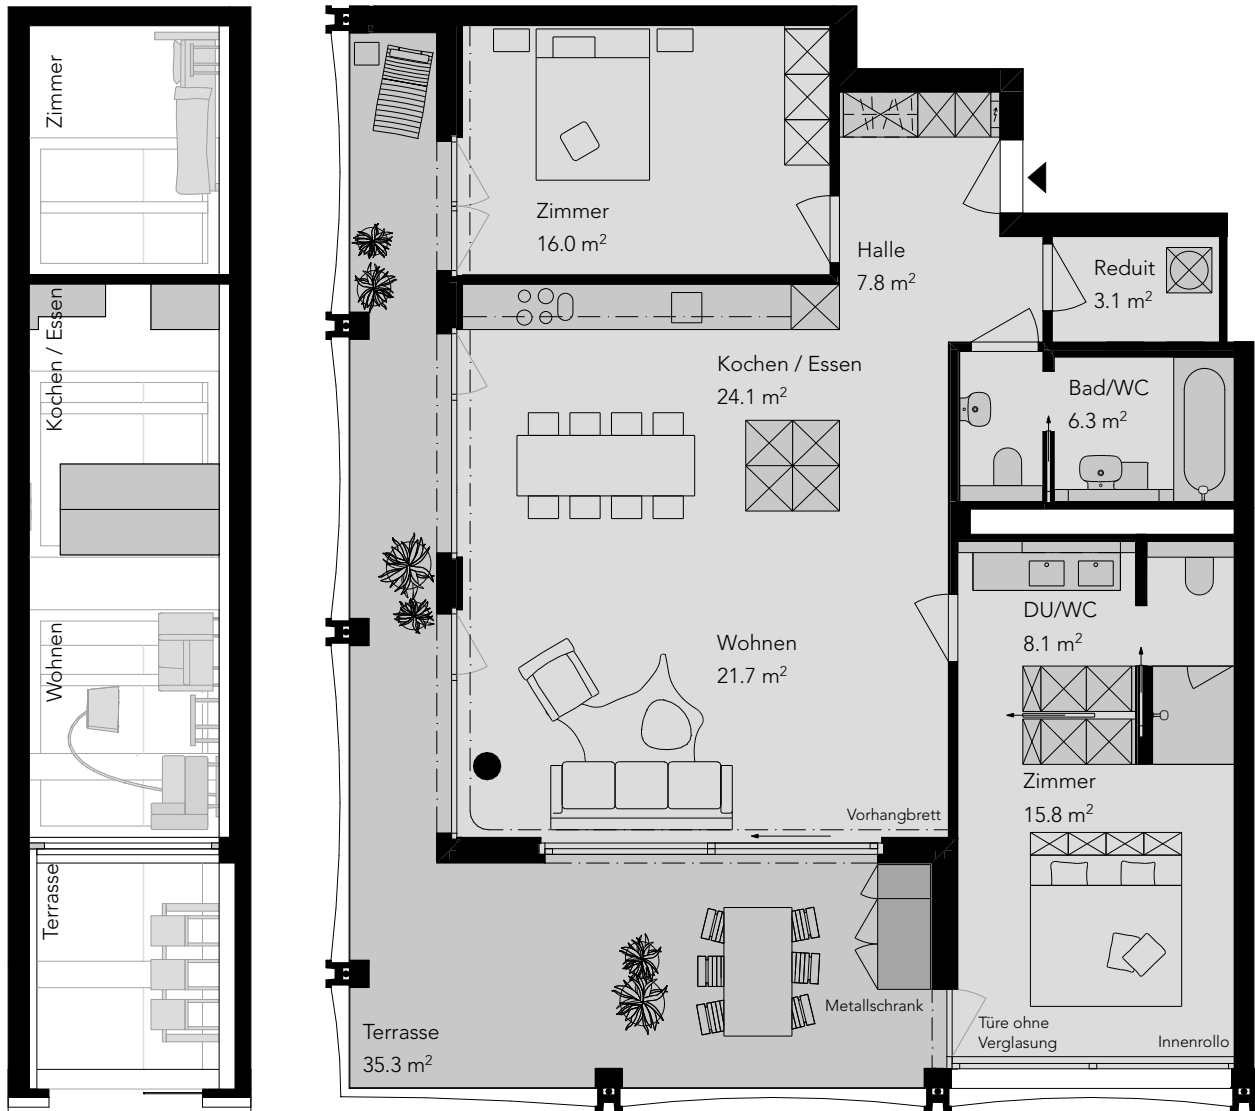 Zimmer
Kochen / Essen
Wohnen
Terrasse
Zimmer
16.0 m²
Halle
7.8 m²
Reduit
3.1 m²
Kochen / Essen
24.1 m²
Bad/WC
6.3 m²
DU/WC
8.1 m²
Wohnen
21.7 m²
Zimmer
15.8 m²
Vorhangbrett
Metallschrank
Türe ohne
Verglasung
Innenrollo
Terrasse
35.3 m²